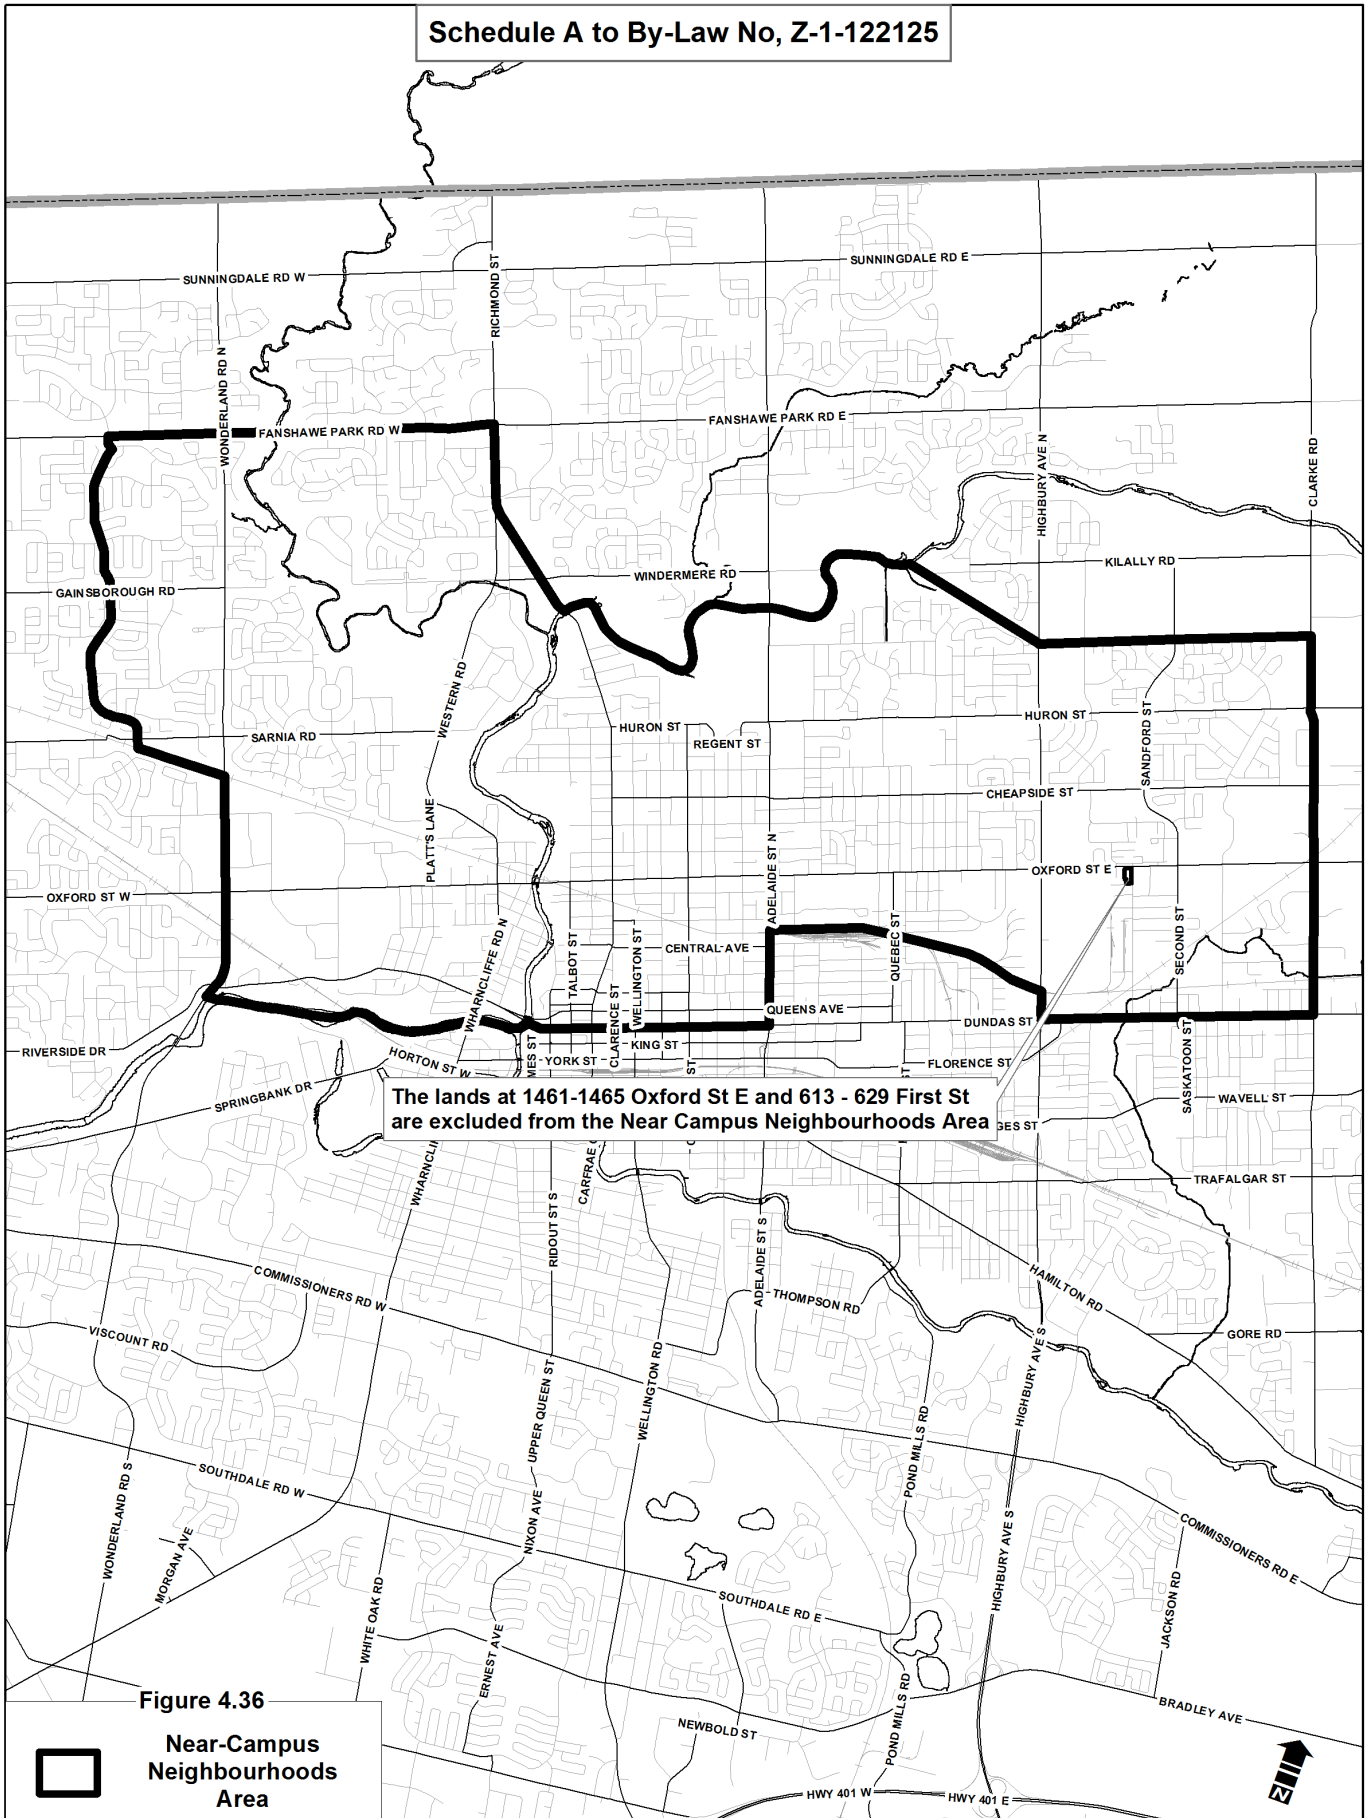 Schedule A to By-Law No, Z-1-122125
SUNNINGDALE RD W
RICHMOND ST
SUNNINGDALE RD E
WONDERLAND RD N
FANSHAWE PARK RD W
FANSHAWE PARK RD E
HIGHBURY AVE N
CLARKE RD
GAINSBOROUGH RD
WINDERMERE RD
KILALLY RD
WESTERN RD
SARNIA RD
HURON ST
REGENT ST
HURON ST
SANDFORD ST
CHEAPSIDE ST
PLATT'S LANE
ADELAIDE ST N
OXFORD ST W
OXFORD ST E
WHARNCLIFFE RD N
TALBOT ST
WELLINGTON ST
CENTRAL AVE
QUEBEC ST
SECOND ST
CLARENCE ST
QUEENS AVE
DUNDAS ST
RIVERSIDE DR
HORTON ST W
MES ST
YORK ST
KING ST
ST
ST
FLORENCE ST
SASKATOON ST
SPRINGBANK DR
WAVELL ST
The lands at 1461-1465 Oxford St E and 613 - 629 First St
are excluded from the Near Campus Neighbourhoods Area
GES ST
WHARNCLI
CARFRAE
TRAFALGAR ST
RIDOUT ST S
ADELAIDE ST S
COMMISSIONERS RD W
THOMPSON RD
HAMILTON RD
VISCOUNT RD
GORE RD
UPPER QUEEN ST
WELLINGTON RD
HIGHBURY AVE S
POND MILLS RD
SOUTHDALE RD W
WONDERLAND RD S
MORGAN AVE
NIXON AVE
HIGHBURY AVE S
COMMISSIONERS RD E
WHITE OAK RD
ERNEST AVE
SOUTHDALE RD E
JACKSON RD
POND MILLS RD
BRADLEY AVE
NEWBOLD ST
HWY 401 W
HWY 401 E
Figure 4.36
Near-Campus
Neighbourhoods
Area
N